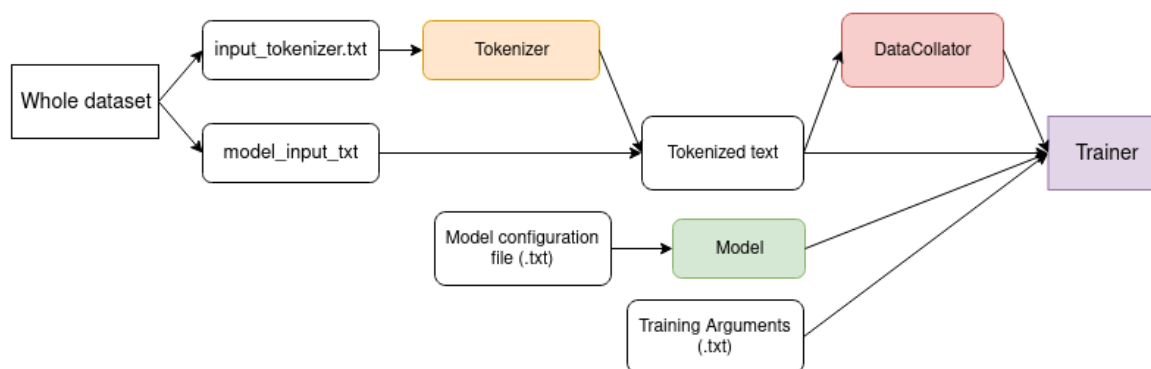 input_tokenizer.txt
Tokenizer
DataCollator
Whole dataset
model_input_txt
Tokenized text
Trainer
Model configuration
file (.txt)
Model
Training Arguments
(.txt)